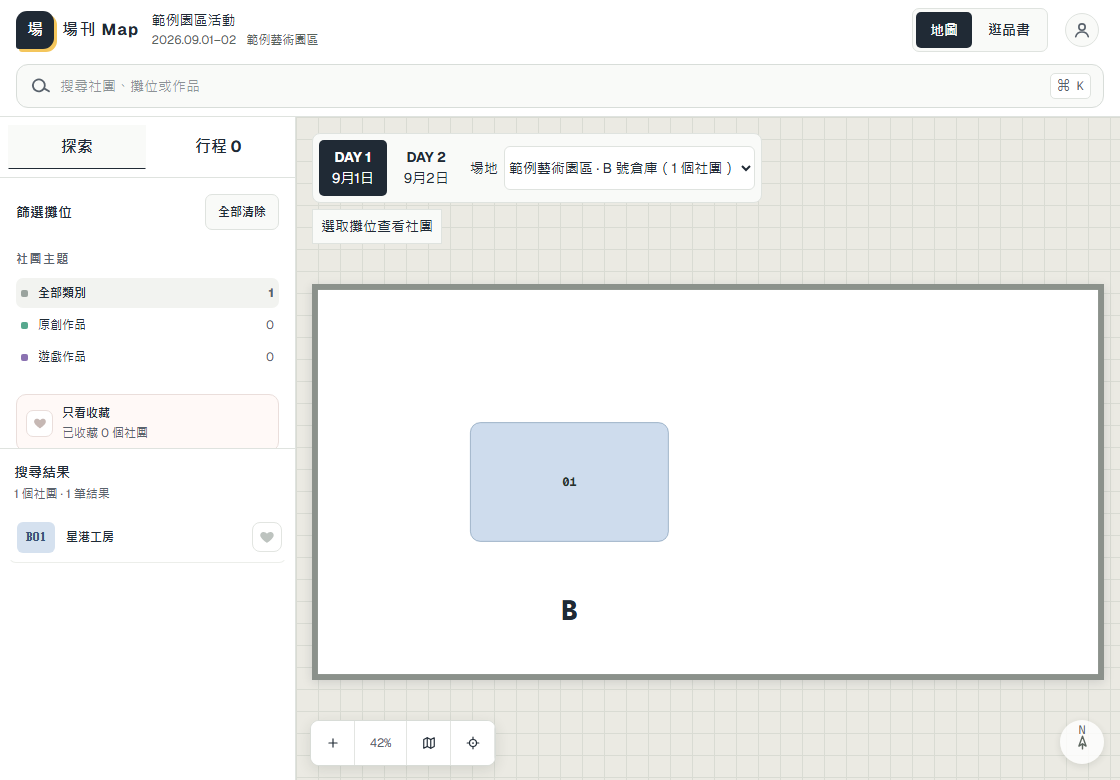 場
場刊 Map
範例園區活動
2026.09.01–02 範例藝術園區
地圖
逛品書
搜尋社團、攤位或作品
⌘ K
探索
行程 0
篩選攤位
全部清除
社團主題
全部類別 1
原創作品 0
遊戲作品 0
只看收藏
已收藏 0 個社團
搜尋結果
1 個社團 · 1 筆結果
B01 星港工房
DAY 1
9月1日
DAY 2
9月2日
場地
範例藝術園區 · B 號倉庫（1 個社團）
選取攤位查看社團
01
B
+
42%
N